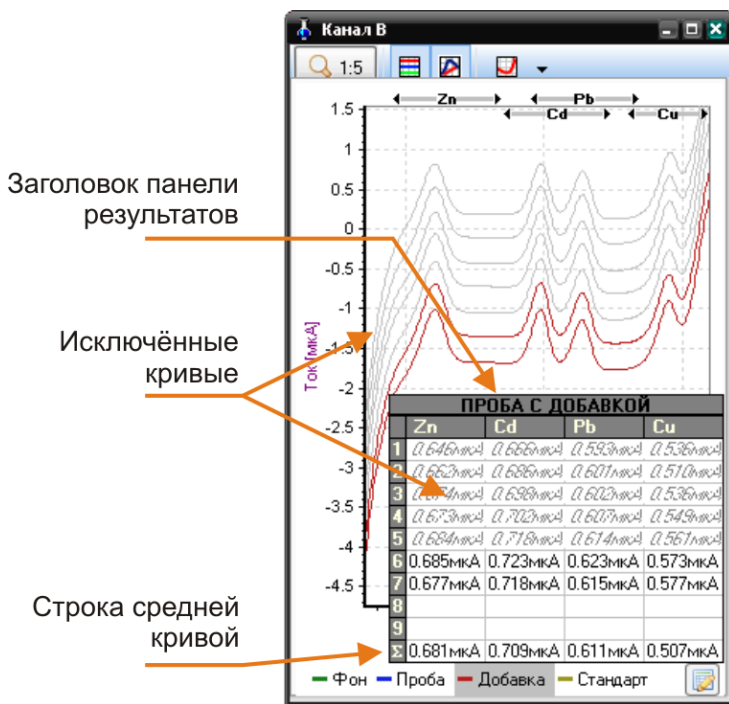 Канал В
1:5
Zn Pb
Cd Cu
1.5
1
0.5
0
-0.5
-1
-1.5
-2
-2.5
-3
-3.5
-4
-4.5
Ток [мкА]
Заголовок панели
результатов
Исключённые
кривые
Строка средней
кривой
ПРОБА С ДОБАВКОЙ
Zn Cd Pb Cu
1 0.646мкА 0.666мкА 0.593мкА 0.536мкА
2 0.662мкА 0.686мкА 0.601мкА 0.510мкА
3 0.698мкА 0.602мкА 0.536мкА
4 0.673мкА 0.702мкА 0.607мкА 0.549мкА
5 0.684мкА 0.718мкА 0.614мкА 0.561мкА
6 0.685мкА 0.723мкА 0.623мкА 0.573мкА
7 0.677мкА 0.718мкА 0.615мкА 0.577мкА
8
9
Σ 0.681мкА 0.709мкА 0.611мкА 0.507мкА
Фон Проба Добавка Стандарт